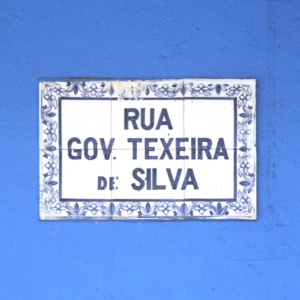 RUA
GOV. TEXEIRA
DE SILVA